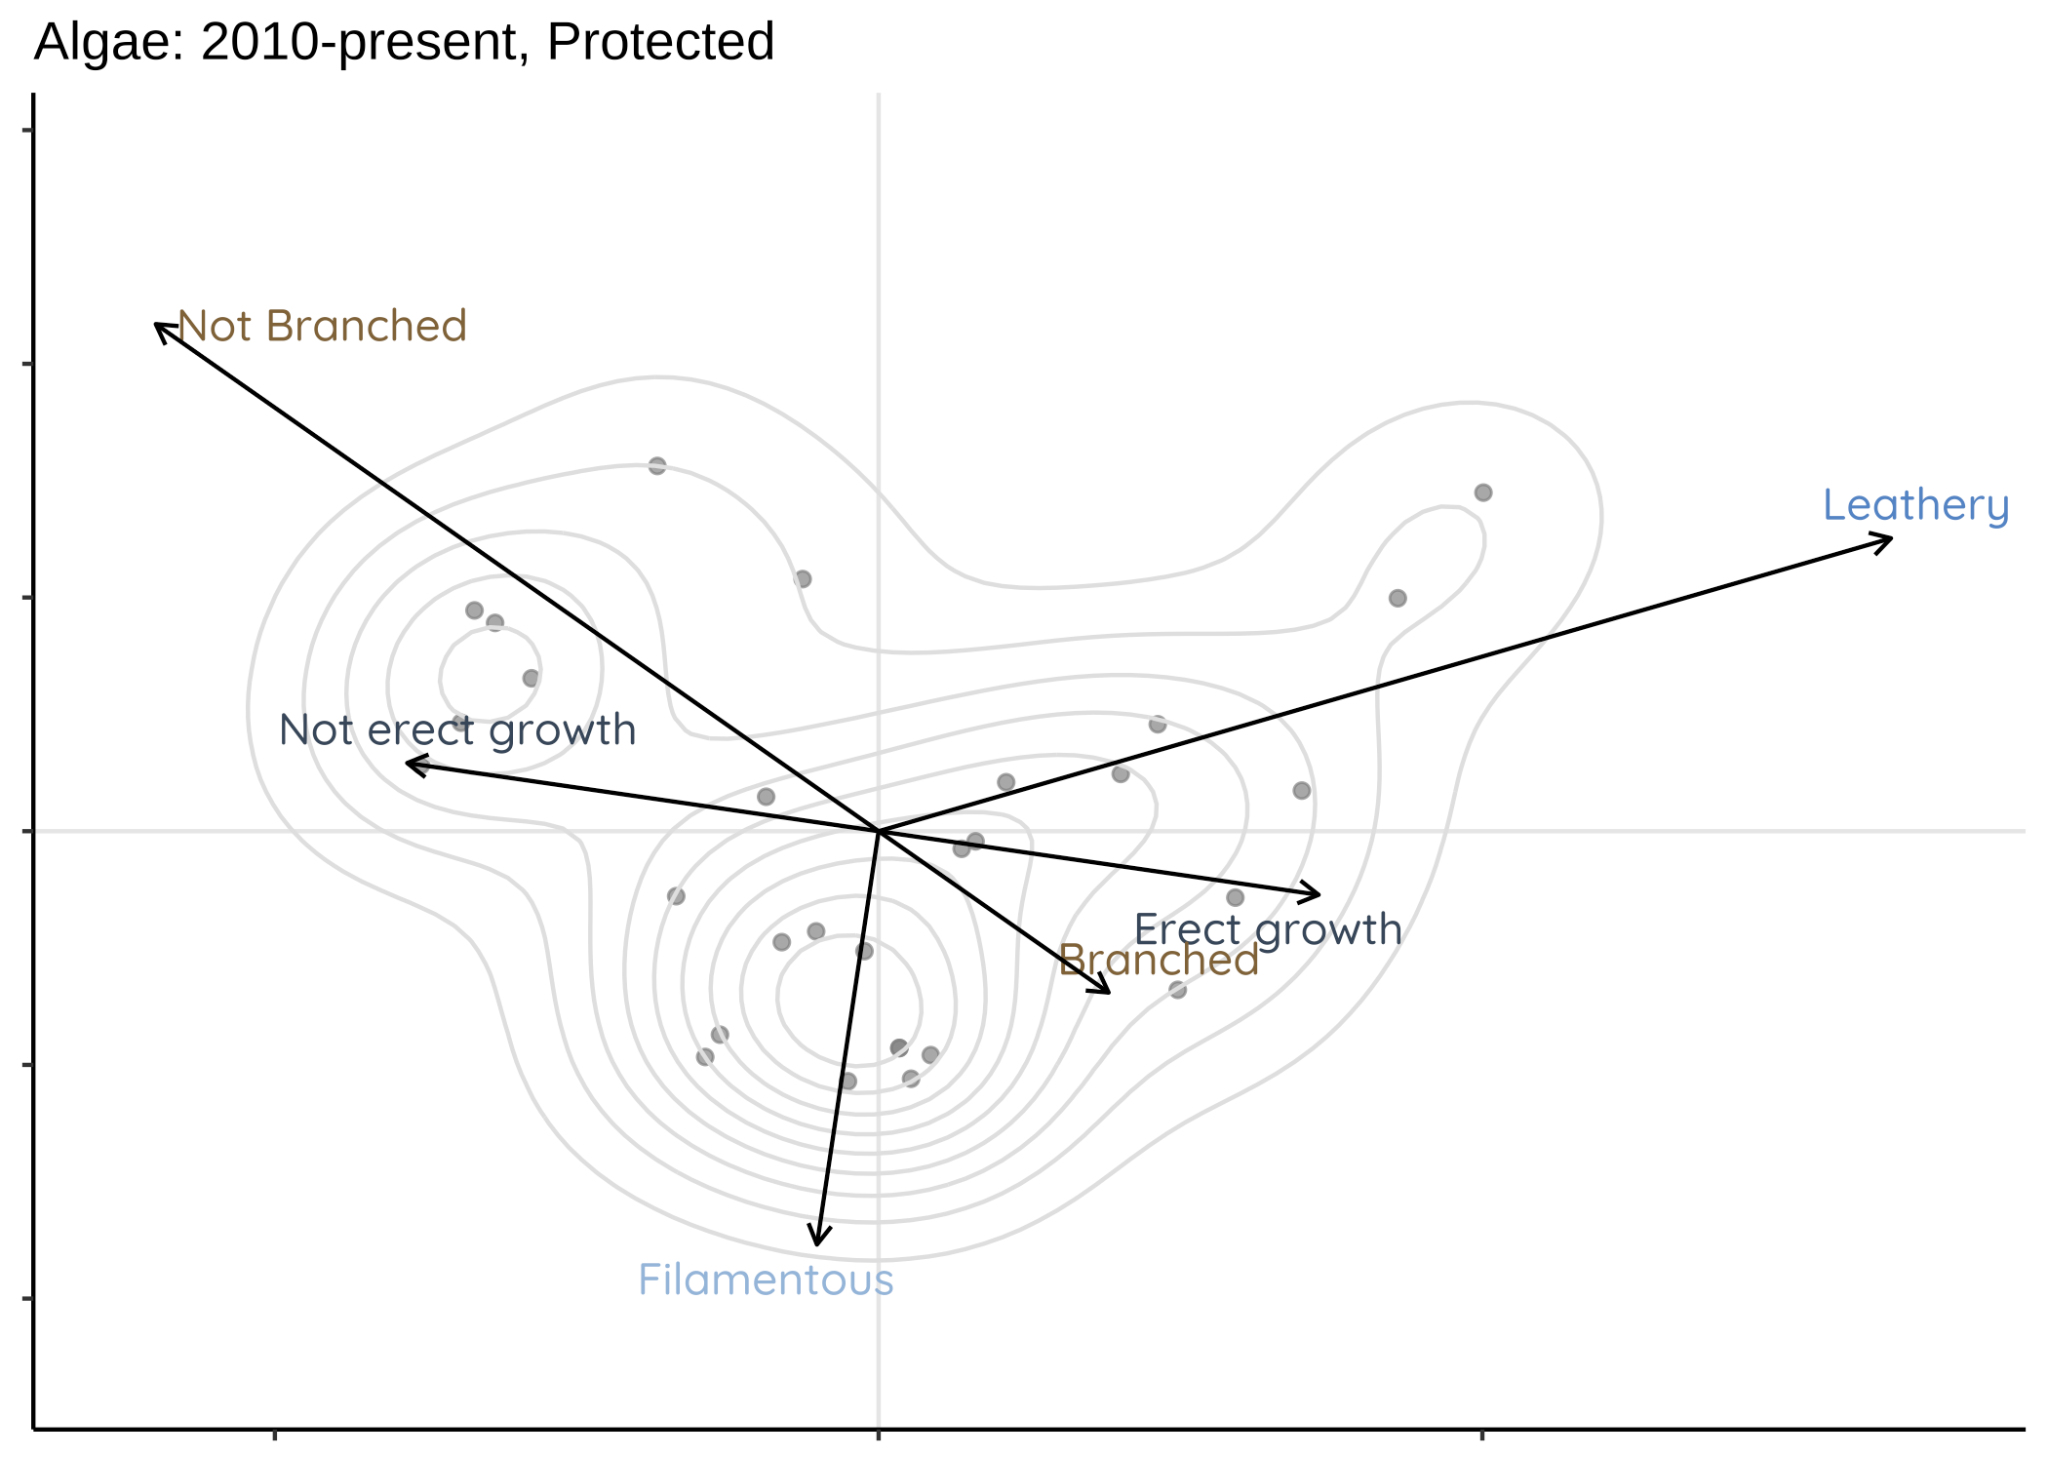 Algae: 2010-present, Protected
Not Branched
Leathery
Not erect growth
Erect growth
Branched
Filamentous